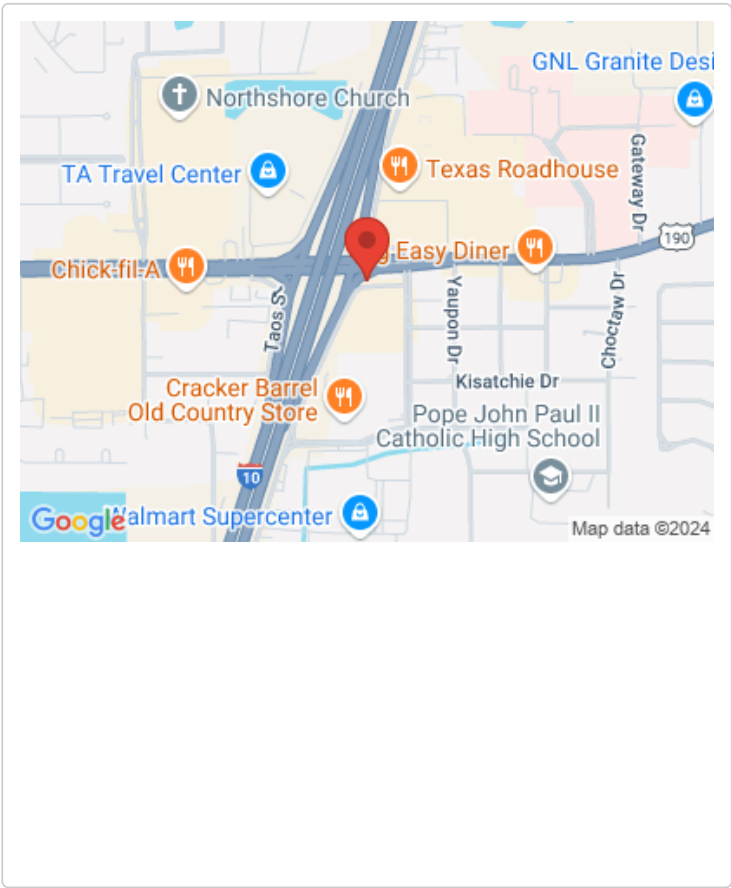 GNL Granite Desi
Northshore Church
TA Travel Center
Texas Roadhouse
Gateway Dr
190
g Easy Diner
Chick-fil-A
Taos St
Yaupon Dr
Choctaw Dr
Kisatchie Dr
Cracker Barrel
Old Country Store
Pope John Paul II
Catholic High School
10
Google
Walmart Supercenter
Map data ©2024